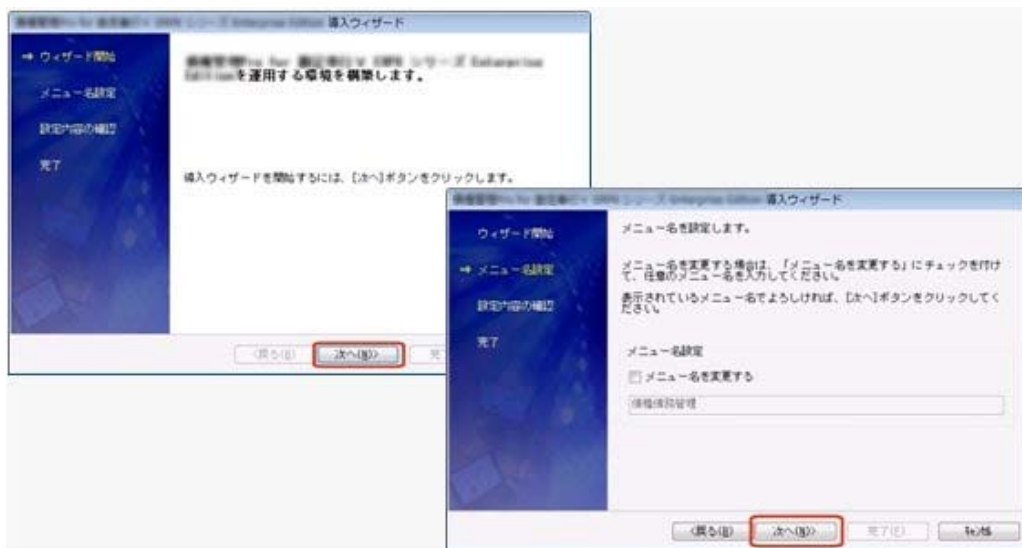 導入ウィザード
ウィザード開始
メニュー名設定
設定内容の確認
完了
を運用する環境を構築します。
導入ウィザードを開始するには、[次へ]ボタンをクリックします。
<戻る(B)
次へ(N)>
完
導入ウィザード
ウィザード開始
メニュー名設定
設定内容の確認
完了
メニュー名を設定します。
メニュー名を変更する場合は、「メニュー名を変更する」にチェックを付け
て、任意のメニュー名を入力してください。
表示されているメニュー名でよろしければ、[次へ]ボタンをクリックしてく
ださい。
メニュー名設定
メニュー名を変更する
債権債務管理
<戻る(B)
次へ(N)>
完了(F)
キャンセル